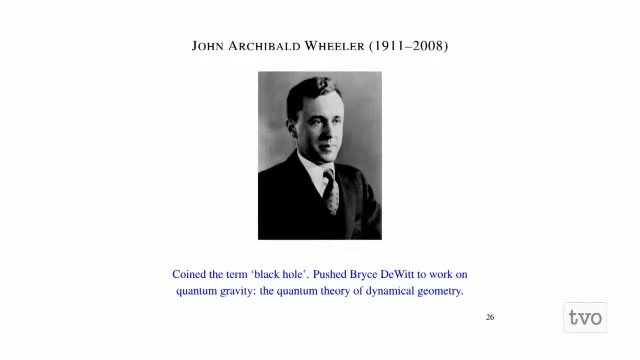 JOHN ARCHIBALD WHEELER (1911–2008)
Coined the term ‘black hole’. Pushed Bryce DeWitt to work on
quantum gravity: the quantum theory of dynamical geometry.
26
tvo